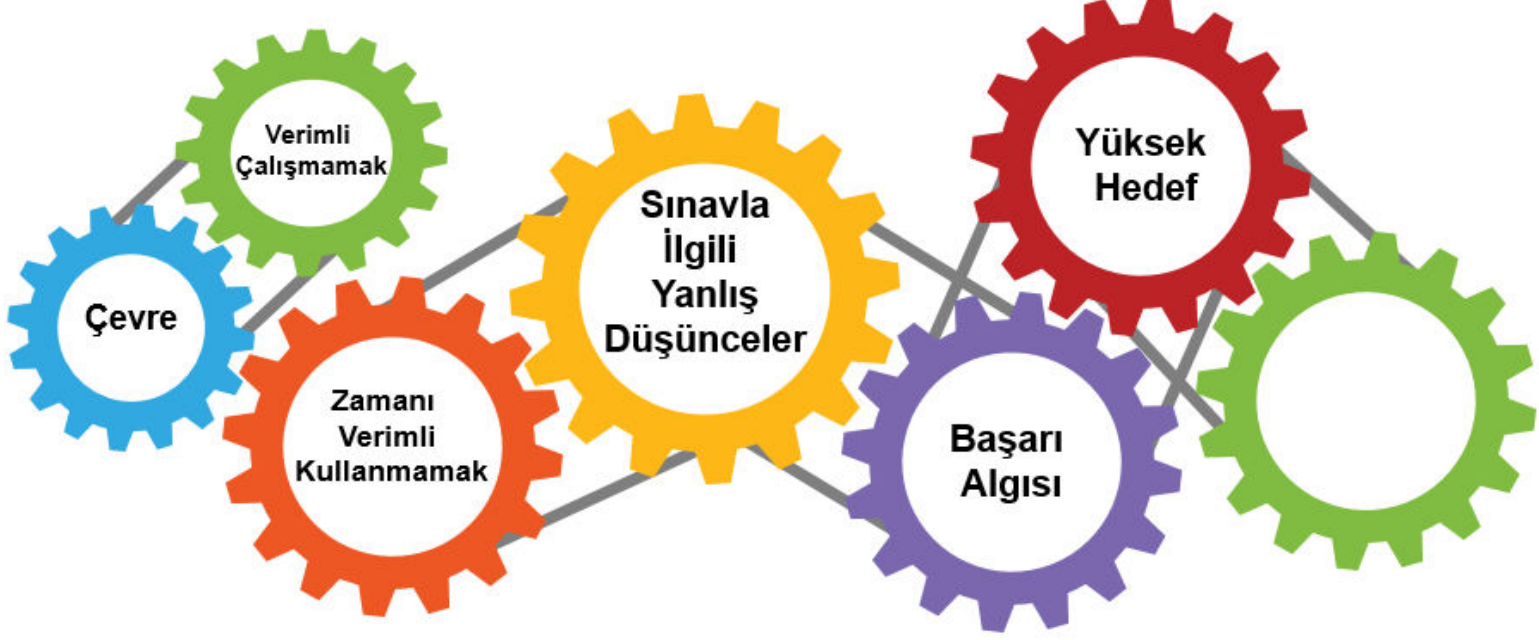 Verimli
Çalışmamak
Çevre
Zamanı
Verimli
Kullanmamak
Sınavla
İlgili
Yanlış
Düşünceler
Başarı
Algısı
Yüksek
Hedef